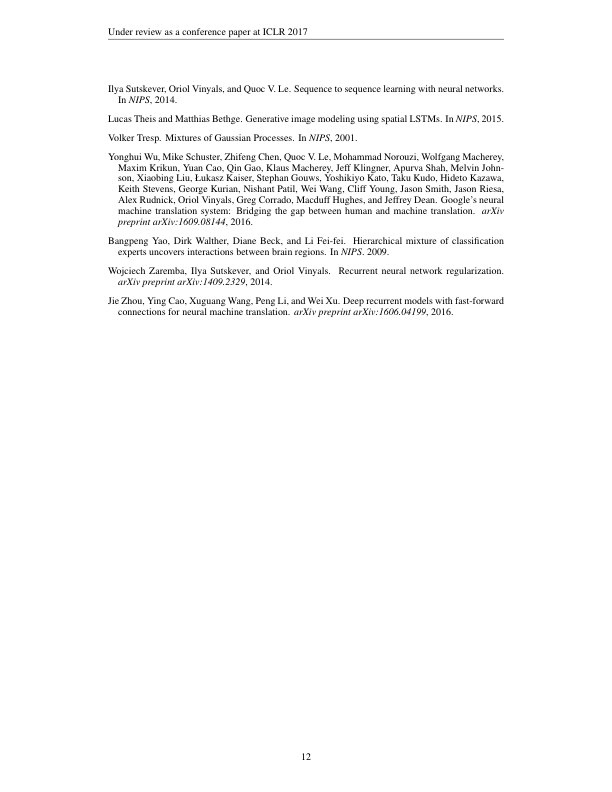 Under review as a conference paper at ICLR 2017
Ilya Sutskever, Oriol Vinyals, and Quoc V. Le. Sequence to sequence learning with neural networks.
In NIPS, 2014.
Lucas Theis and Matthias Bethge. Generative image modeling using spatial LSTMs. In NIPS, 2015.
Volker Tresp. Mixtures of Gaussian Processes. In NIPS, 2001.
Yonghui Wu, Mike Schuster, Zhifeng Chen, Quoc V. Le, Mohammad Norouzi, Wolfgang Macherey,
Maxim Krikun, Yuan Cao, Qin Gao, Klaus Macherey, Jeff Klingner, Apurva Shah, Melvin John-
son, Xiaobing Liu, Łukasz Kaiser, Stephan Gouws, Yoshikiyo Kato, Taku Kudo, Hideto Kazawa,
Keith Stevens, George Kurian, Nishant Patil, Wei Wang, Cliff Young, Jason Smith, Jason Riesa,
Alex Rudnick, Oriol Vinyals, Greg Corrado, Macduff Hughes, and Jeffrey Dean. Google's neural
machine translation system: Bridging the gap between human and machine translation. arXiv
preprint arXiv:1609.08144, 2016.
Bangpeng Yao, Dirk Walther, Diane Beck, and Li Fei-fei. Hierarchical mixture of classification
experts uncovers interactions between brain regions. In NIPS. 2009.
Wojciech Zaremba, Ilya Sutskever, and Oriol Vinyals. Recurrent neural network regularization.
arXiv preprint arXiv:1409.2329, 2014.
Jie Zhou, Ying Cao, Xuguang Wang, Peng Li, and Wei Xu. Deep recurrent models with fast-forward
connections for neural machine translation. arXiv preprint arXiv:1606.04199, 2016.
12